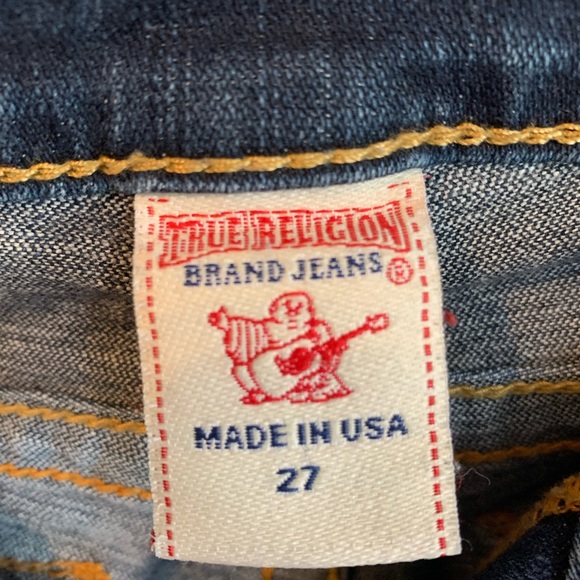 TRUE RELIGION
BRAND JEANS®
MADE IN USA
27